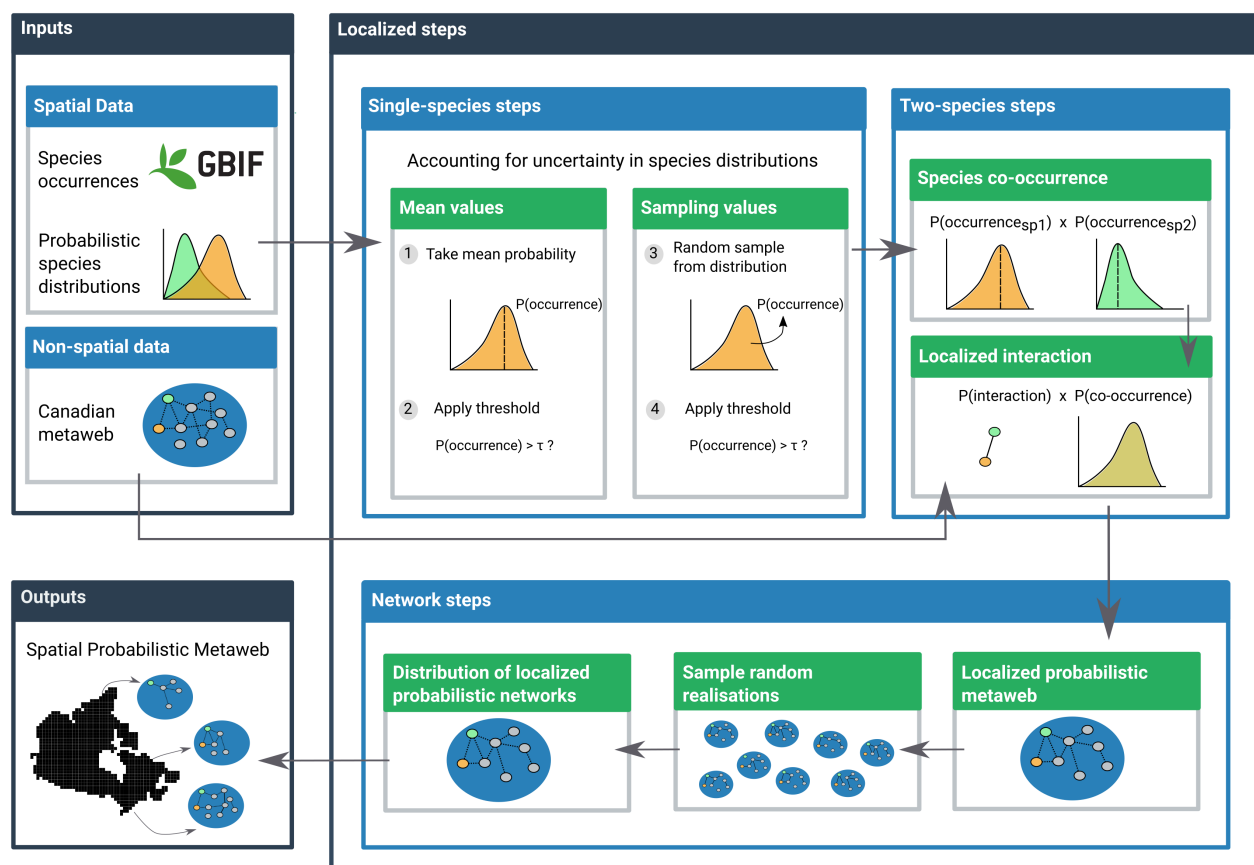 Inputs
Spatial Data
Species
occurrences
GBIF
Probabilistic
species
distributions
Non-spatial data
Canadian
metaweb
Localized steps
Single-species steps
Accounting for uncertainty in species distributions
Mean values
1 Take mean probability
P(occurrence)
2 Apply threshold
P(occurrence) > τ ?
Sampling values
3 Random sample
from distribution
P(occurrence)
4 Apply threshold
P(occurrence) > τ ?
Two-species steps
Species co-occurrence
P(occurrencesp1) x P(occurrencesp2)
Localized interaction
P(interaction) x P(co-occurrence)
Network steps
Localized probabilistic
metaweb
Sample random
realisations
Distribution of localized
probabilistic networks
Outputs
Spatial Probabilistic Metaweb